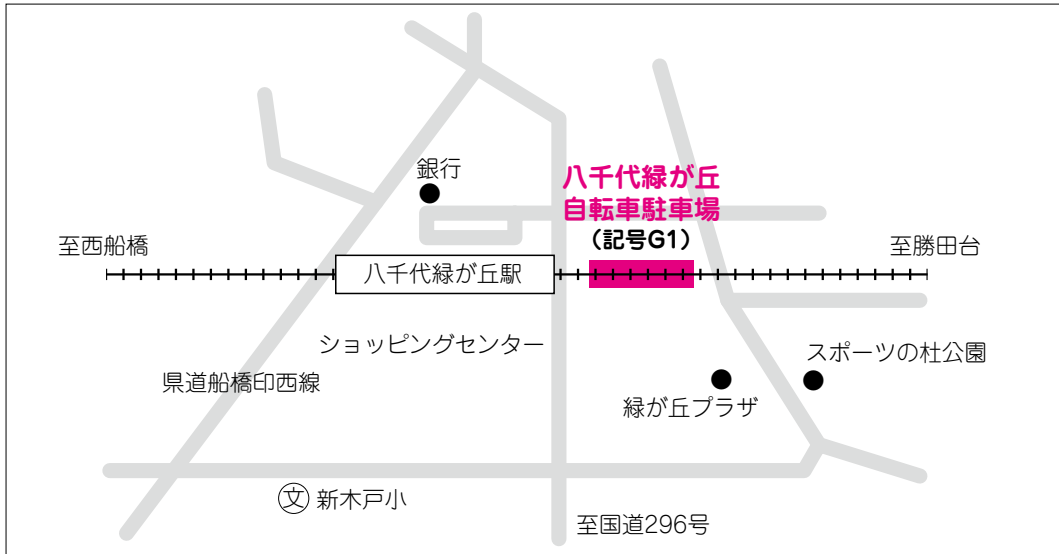 銀行
八千代緑が丘
自転車駐車場
（記号G1）
至西船橋
至勝田台
八千代緑が丘駅
ショッピングセンター
スポーツの杜公園
県道船橋印西線
緑が丘プラザ
文 新木戸小
至国道296号